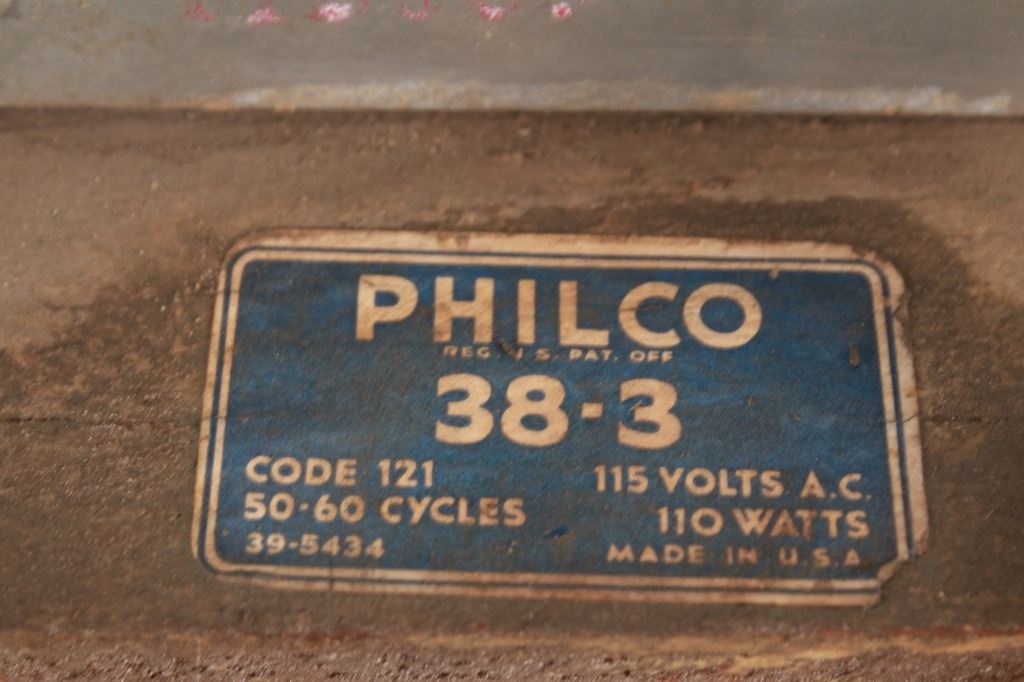 PHILCO
REG. U.S. PAT. OFF
38-3
CODE 121
115 VOLTS A.C.
50-60 CYCLES
110 WATTS
39-5434
MADE IN U.S.A.